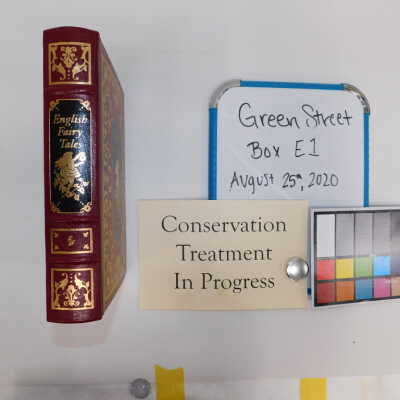 English
Fairy
Tales
Green Street
Box E1
August 25th, 2020
Conservation
Treatment
In Progress